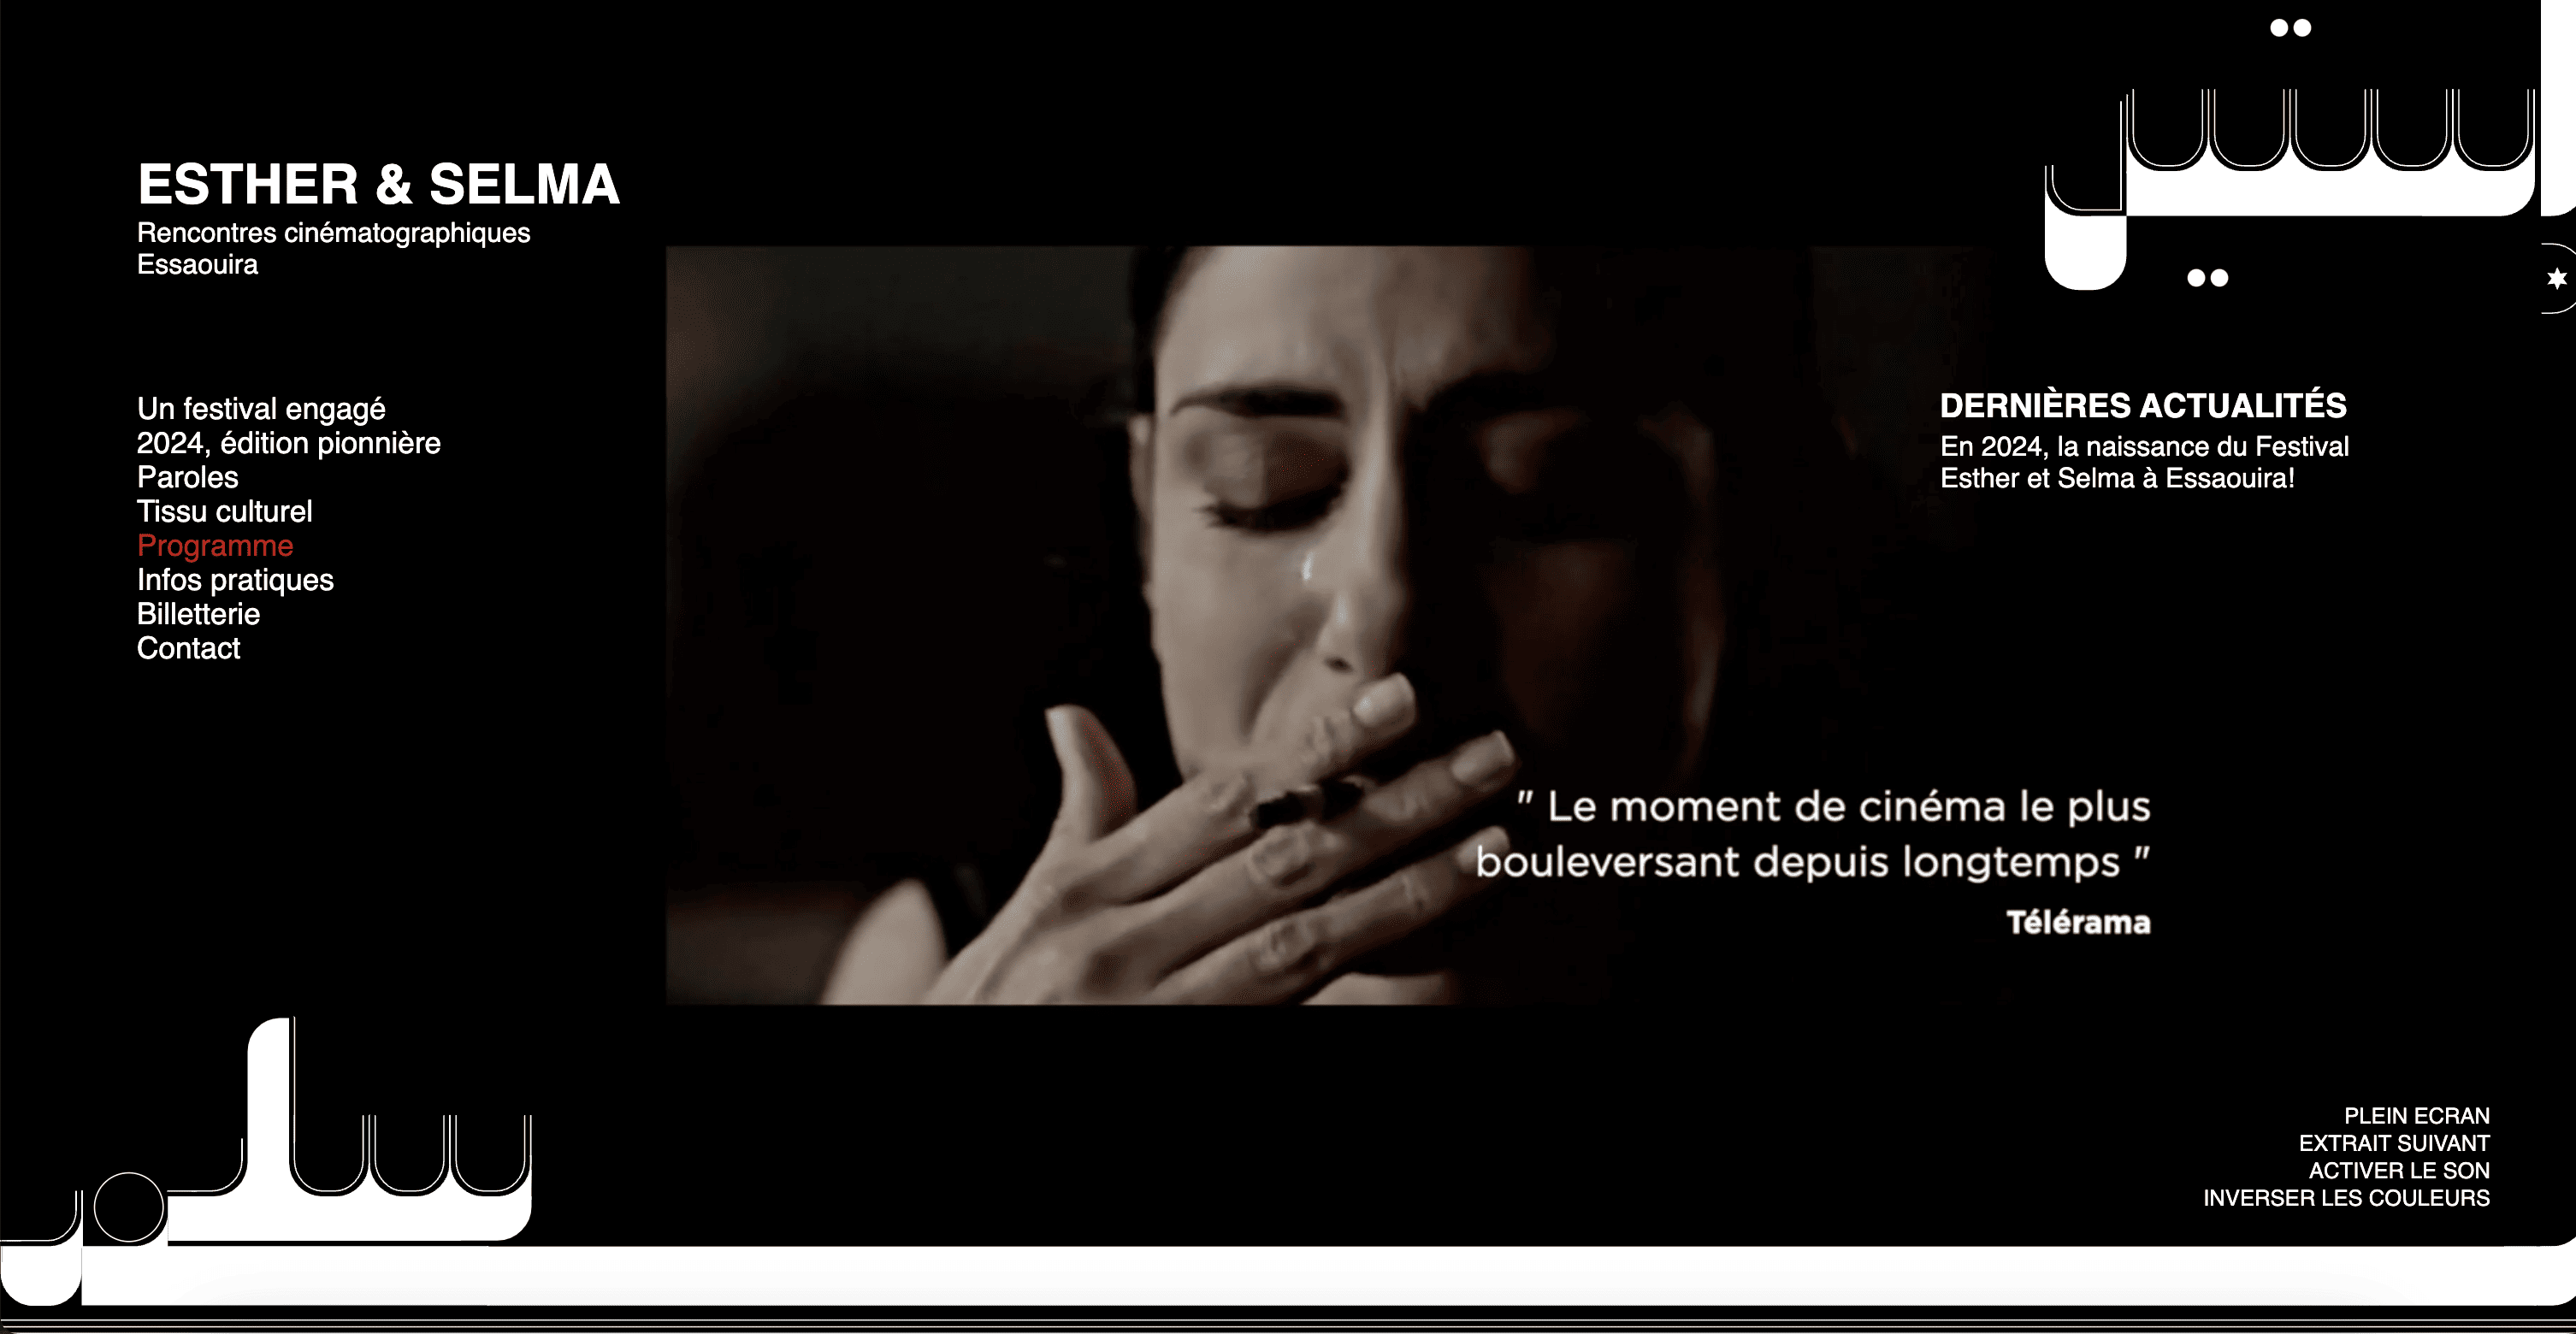 ESTHER & SELMA
Rencontres cinématographiques
Essaouira
Un festival engagé
2024, édition pionnière
Paroles
Tissu culturel
Programme
Infos pratiques
Billetterie
Contact
DERNIÈRES ACTUALITÉS
En 2024, la naissance du Festival
Esther et Selma à Essaouira!
" Le moment de cinéma le plus
bouleversant depuis longtemps "
Télérama
PLEIN ECRAN
EXTRAIT SUIVANT
ACTIVER LE SON
INVERSER LES COULEURS